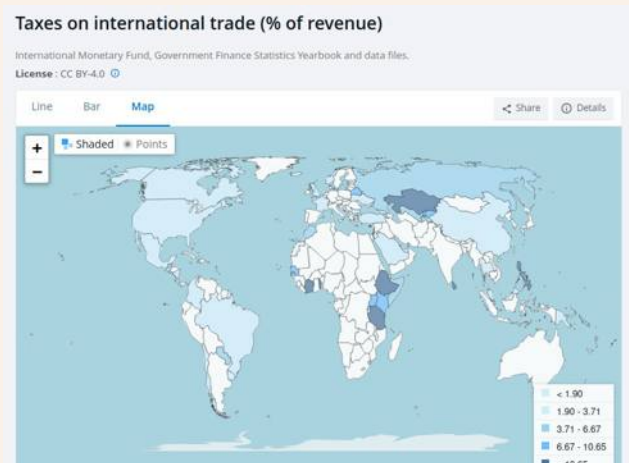 Taxes on international trade (% of revenue)
International Monetary Fund, Government Finance Statistics Yearbook and data files.
License : CC BY-4.0
Line Bar Map Share Details
+ Shaded Points
−
< 1.90
1.90 - 3.71
3.71 - 6.67
6.67 - 10.65